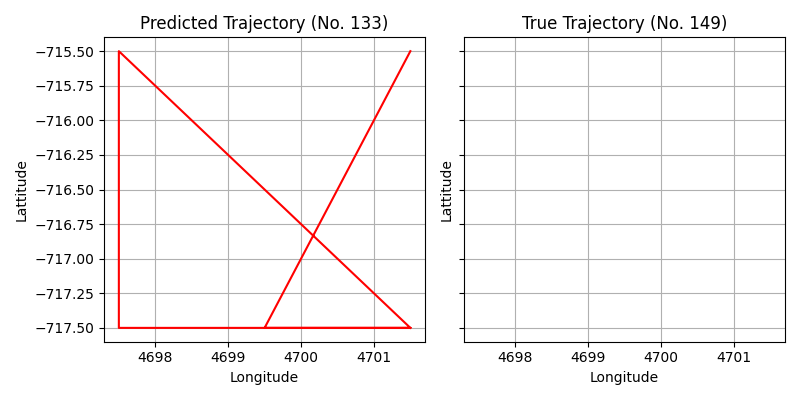 Predicted Trajectory (No. 133)
True Trajectory (No. 149)
−715.50
−715.75
−716.00
−716.25
−716.50
−716.75
−717.00
−717.25
−717.50
Lattitude
Lattitude
4698 4699 4700 4701
4698 4699 4700 4701
Longitude
Longitude